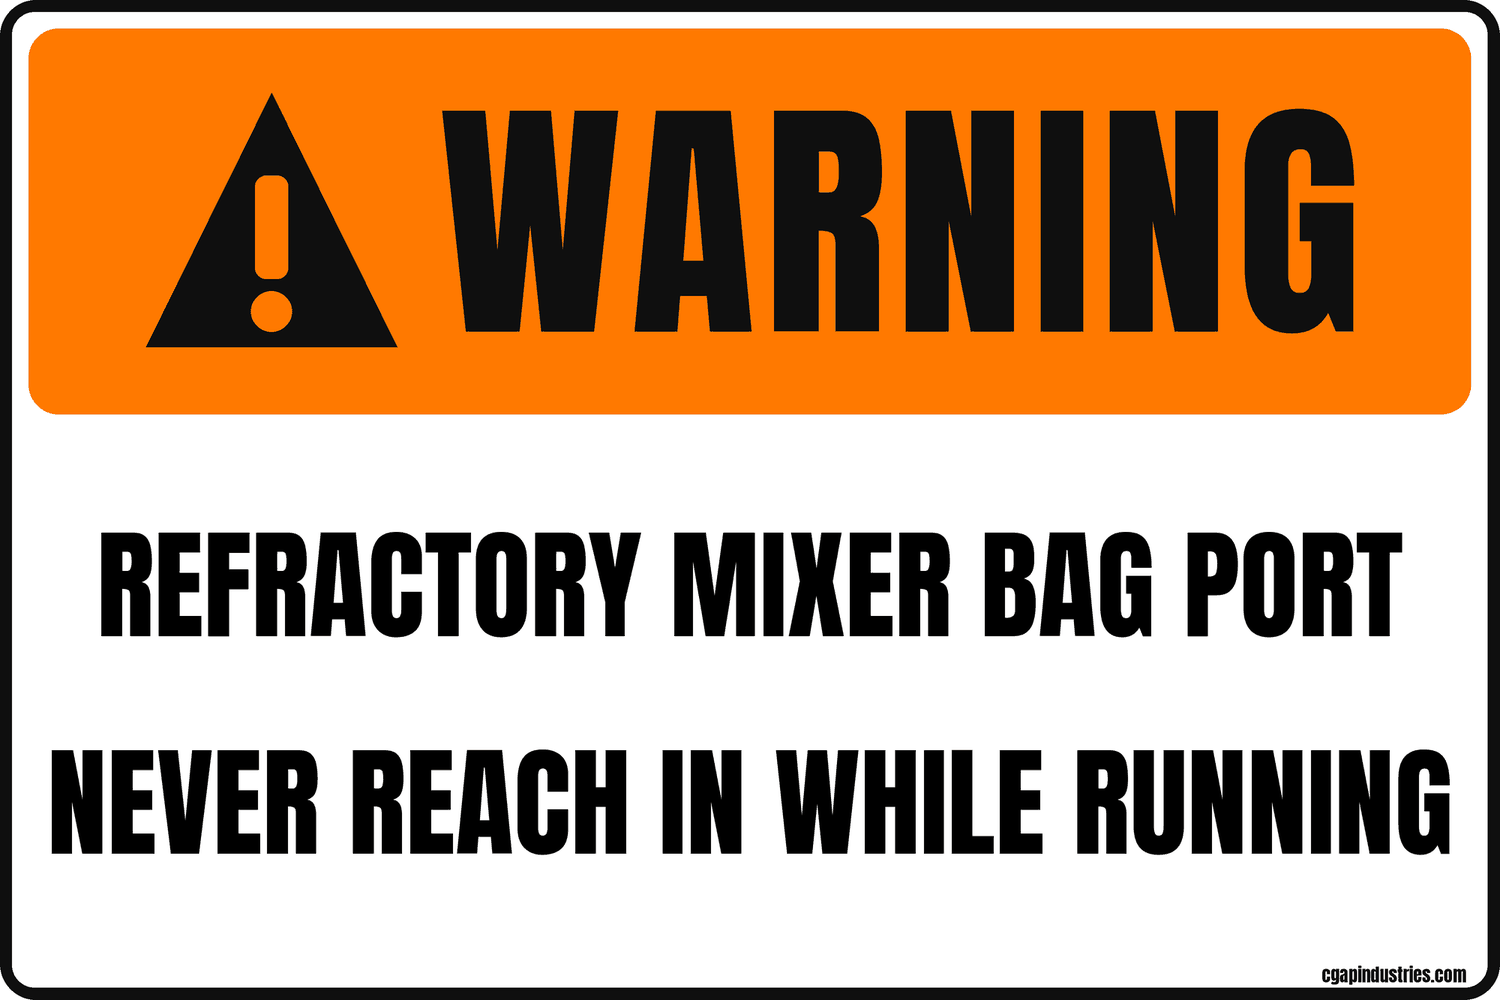 WARNING
REFRACTORY MIXER BAG PORT
NEVER REACH IN WHILE RUNNING
cgapindustries.com